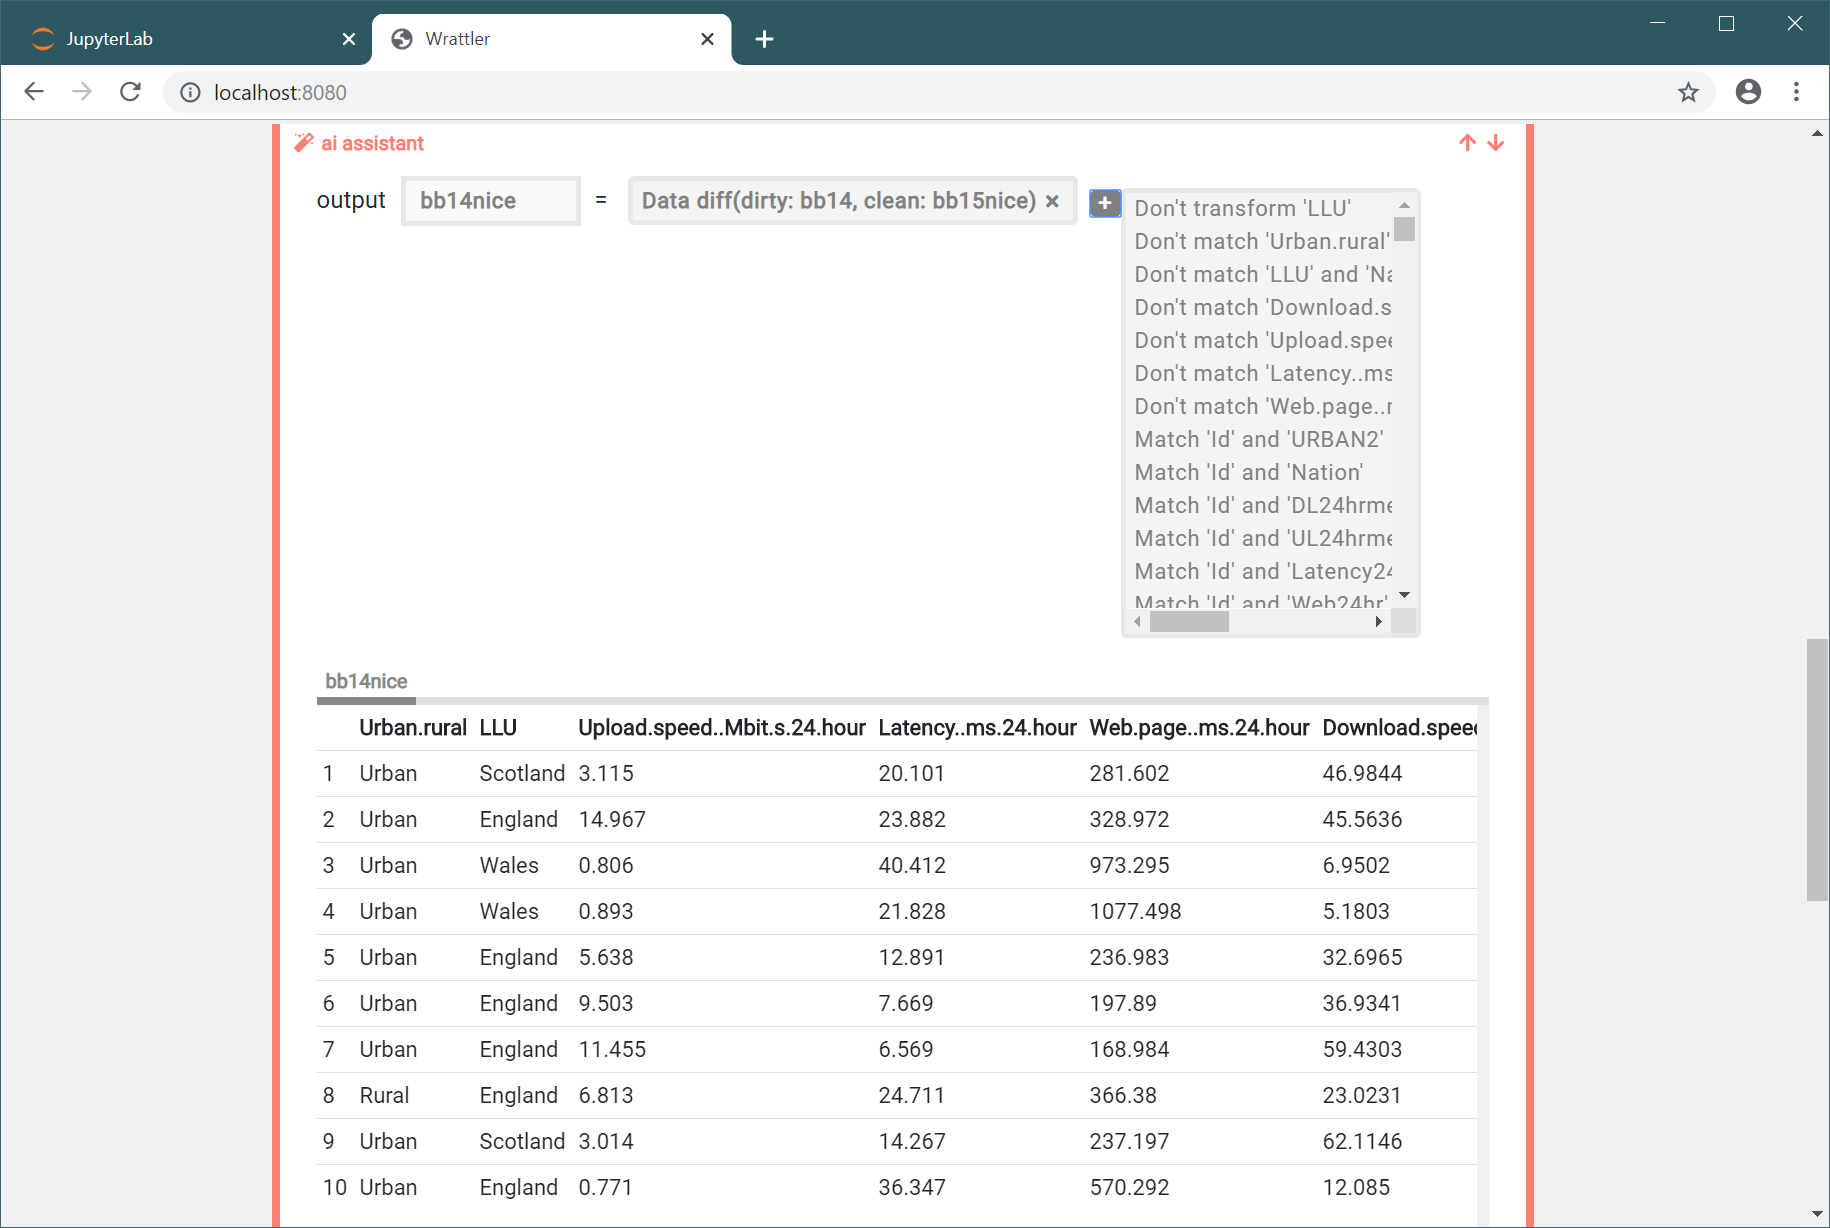 JupyterLab
Wrattler
localhost:8080
ai assistant
output bb14nice = Data diff(dirty: bb14, clean: bb15nice) ×
Don't transform 'LLU'
Don't match 'Urban.rural'
Don't match 'LLU' and 'Na
Don't match 'Download.s
Don't match 'Upload.spee
Don't match 'Latency..ms
Don't match 'Web.page..r
Match 'Id' and 'URBAN2'
Match 'Id' and 'Nation'
Match 'Id' and 'DL24hrme
Match 'Id' and 'UL24hrme
Match 'Id' and 'Latency24
Match 'Id' and 'Web24hr'
bb14nice
Urban.rural LLU Upload.speed..Mbit.s.24.hour Latency..ms.24.hour Web.page..ms.24.hour Download.speed
1 Urban Scotland 3.115 20.101 281.602 46.9844
2 Urban England 14.967 23.882 328.972 45.5636
3 Urban Wales 0.806 40.412 973.295 6.9502
4 Urban Wales 0.893 21.828 1077.498 5.1803
5 Urban England 5.638 12.891 236.983 32.6965
6 Urban England 9.503 7.669 197.89 36.9341
7 Urban England 11.455 6.569 168.984 59.4303
8 Rural England 6.813 24.711 366.38 23.0231
9 Urban Scotland 3.014 14.267 237.197 62.1146
10 Urban England 0.771 36.347 570.292 12.085